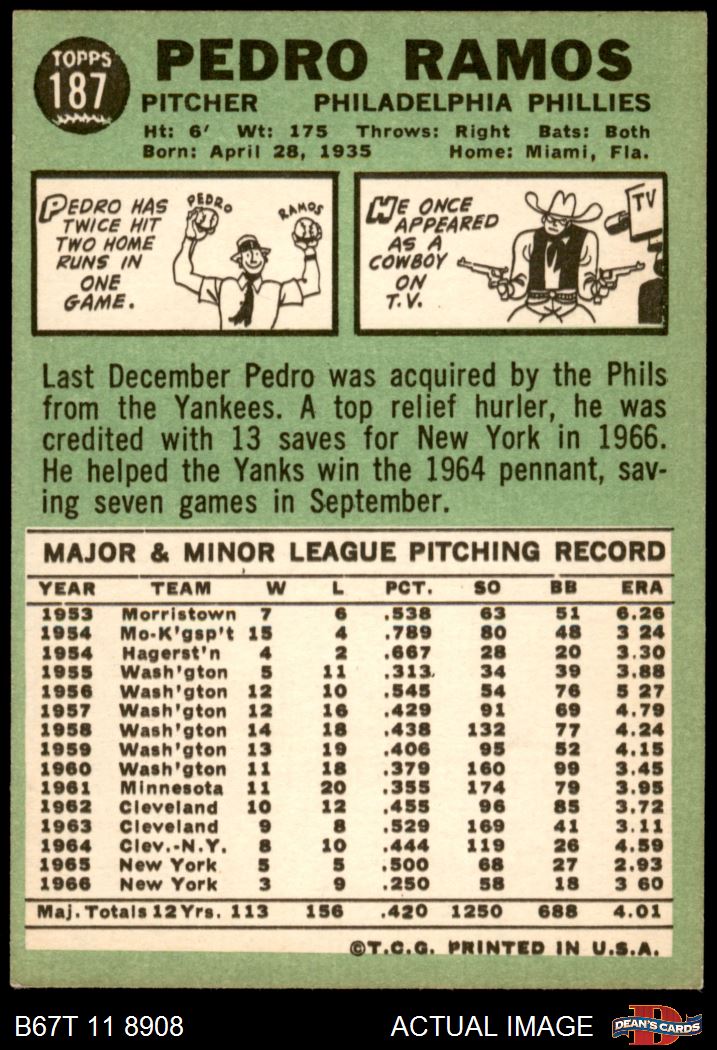 TOPPS
187
PEDRO RAMOS
PITCHER PHILADELPHIA PHILLIES
Ht: 6' Wt: 175 Throws: Right Bats: Both
Born: April 28, 1935 Home: Miami, Fla.
PEDRO HAS
TWICE HIT
TWO HOME
RUNS IN
ONE
GAME.
PEDRO
RAMOS
HE ONCE
APPEARED
AS A
COWBOY
ON
T.V.
TV
Last December Pedro was acquired by the Phils
from the Yankees. A top relief hurler, he was
credited with 13 saves for New York in 1966.
He helped the Yanks win the 1964 pennant, sav-
ing seven games in September.
MAJOR & MINOR LEAGUE PITCHING RECORD
YEAR TEAM W L PCT. SO BB ERA
1953 Morristown 7 6 .538 63 51 6.26
1954 Mo-K'gsp't 15 4 .789 80 48 3 24
1954 Hagerst'n 4 2 .667 28 20 3.30
1955 Wash'gton 5 11 .313 34 39 3.88
1956 Wash'gton 12 10 .545 54 76 5 27
1957 Wash'gton 12 16 .429 91 69 4.79
1958 Wash'gton 14 18 .438 132 77 4.24
1959 Wash'gton 13 19 .406 95 52 4.15
1960 Wash'gton 11 18 .379 160 99 3.45
1961 Minnesota 11 20 .355 174 79 3.95
1962 Cleveland 10 12 .455 96 85 3.72
1963 Cleveland 9 8 .529 169 41 3.11
1964 Clev.-N.Y. 8 10 .444 119 26 4.59
1965 New York 5 5 .500 68 27 2.93
1966 New York 3 9 .250 58 18 3 60
Maj. Totals 12 Yrs. 113 156 .420 1250 688 4.01
©T.C.G. PRINTED IN U.S.A.
B67T 11 8908 ACTUAL IMAGE
D
DEAN'S CARDS